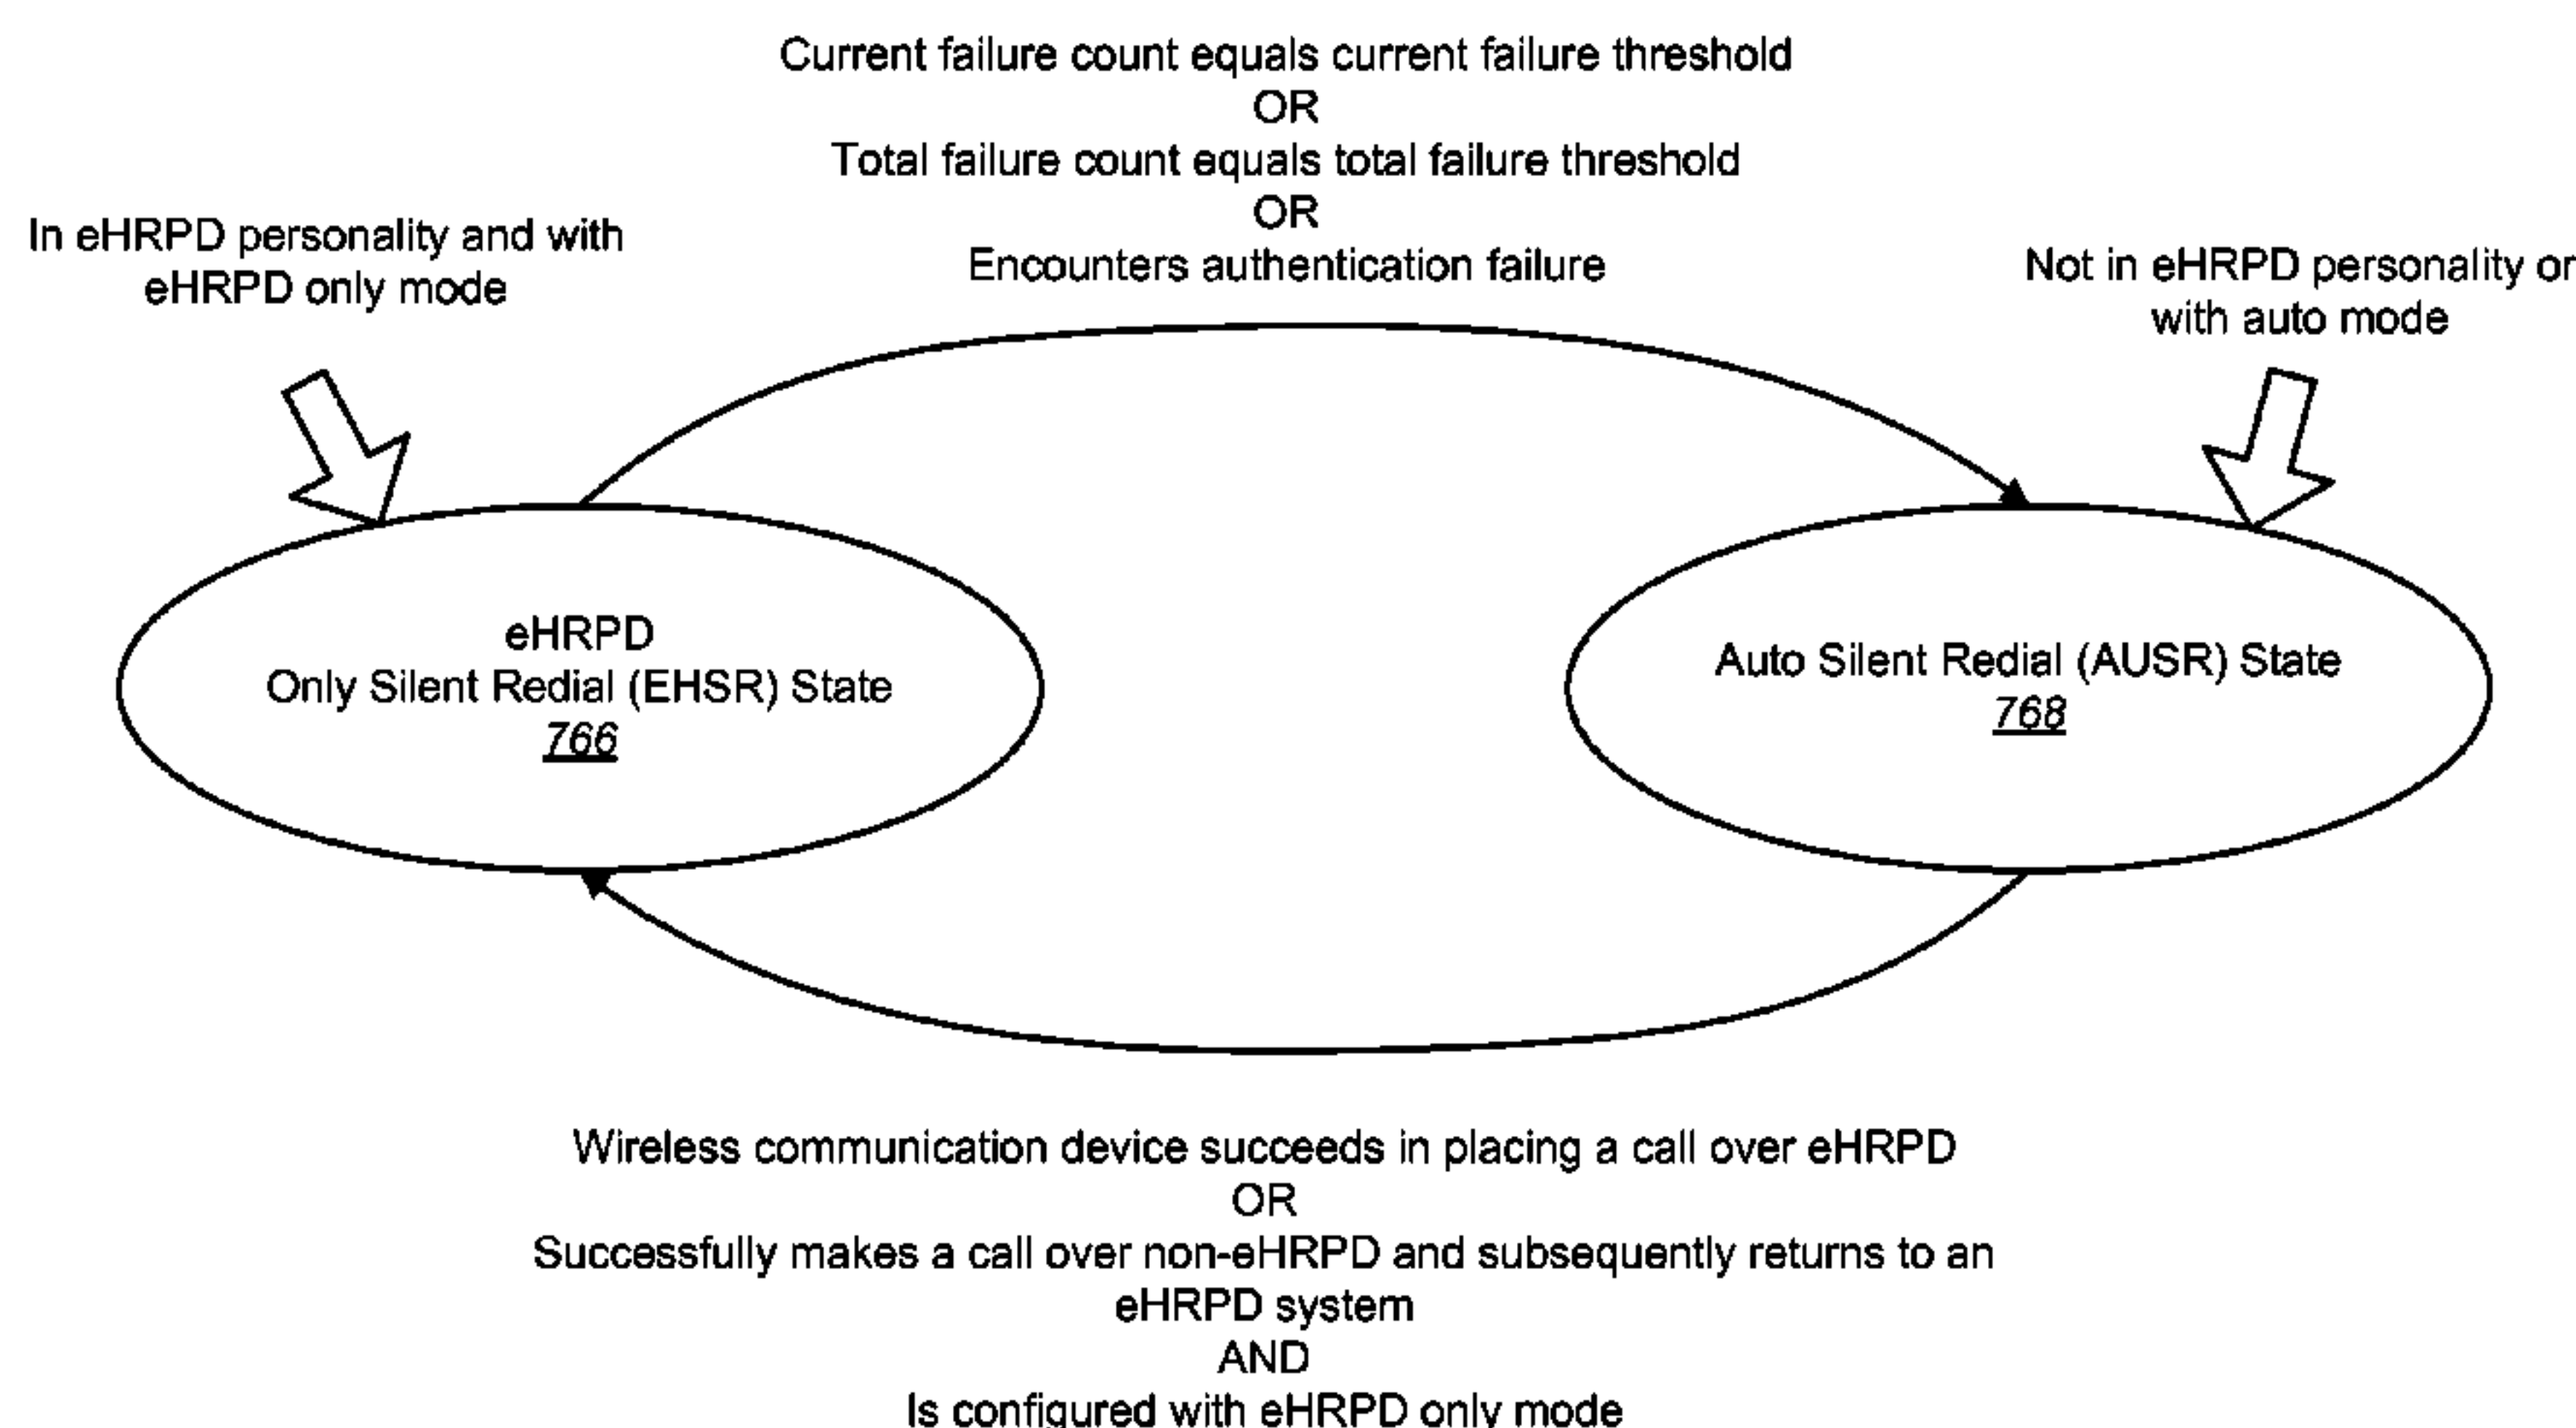 Current failure count equals current failure threshold
OR
Total failure count equals total failure threshold
OR
Encounters authentication failure
In eHRPD personality and with
eHRPD only mode
Not in eHRPD personality or
with auto mode
eHRPD
Only Silent Redial (EHSR) State
766
Auto Silent Redial (AUSR) State
768
Wireless communication device succeeds in placing a call over eHRPD
OR
Successfully makes a call over non-eHRPD and subsequently returns to an
eHRPD system
AND
Is configured with eHRPD only mode